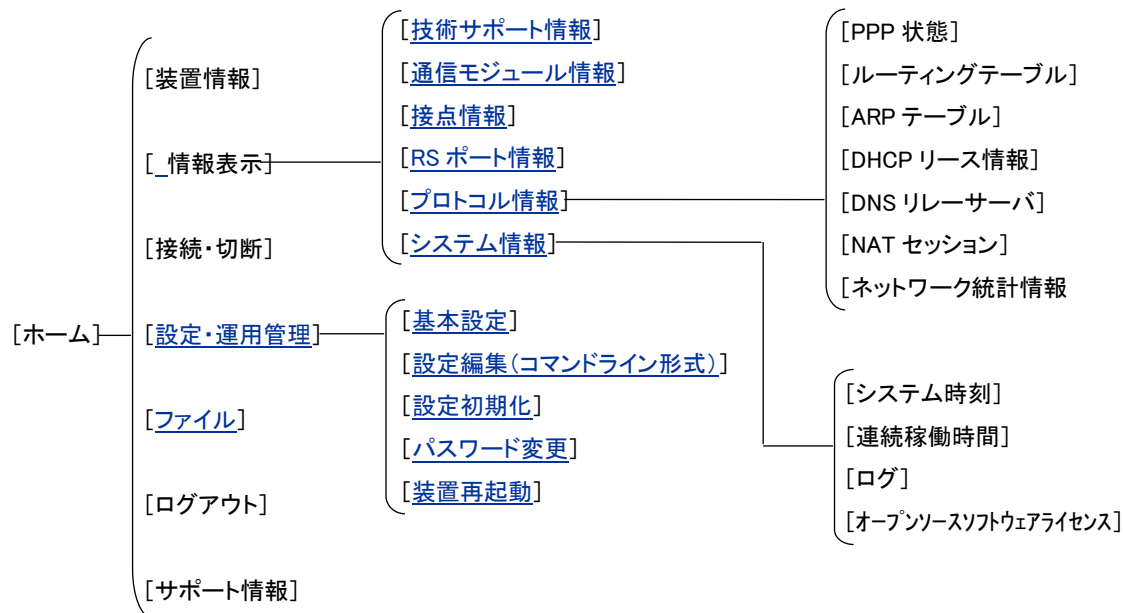 [ホーム]
[装置情報]
[ 情報表示]
[接続・切断]
[設定・運用管理]
[ファイル]
[ログアウト]
[サポート情報]
[技術サポート情報]
[通信モジュール情報]
[接点情報]
[RS ポート情報]
[プロトコル情報]
[システム情報]
[基本設定]
[設定編集(コマンドライン形式)]
[設定初期化]
[パスワード変更]
[装置再起動]
[PPP 状態]
[ルーティングテーブル]
[ARP テーブル]
[DHCP リース情報]
[DNS リレーサーバ]
[NAT セッション]
[ネットワーク統計情報
[システム時刻]
[連続稼働時間]
[ログ]
[オープンソースソフトウェアライセンス]